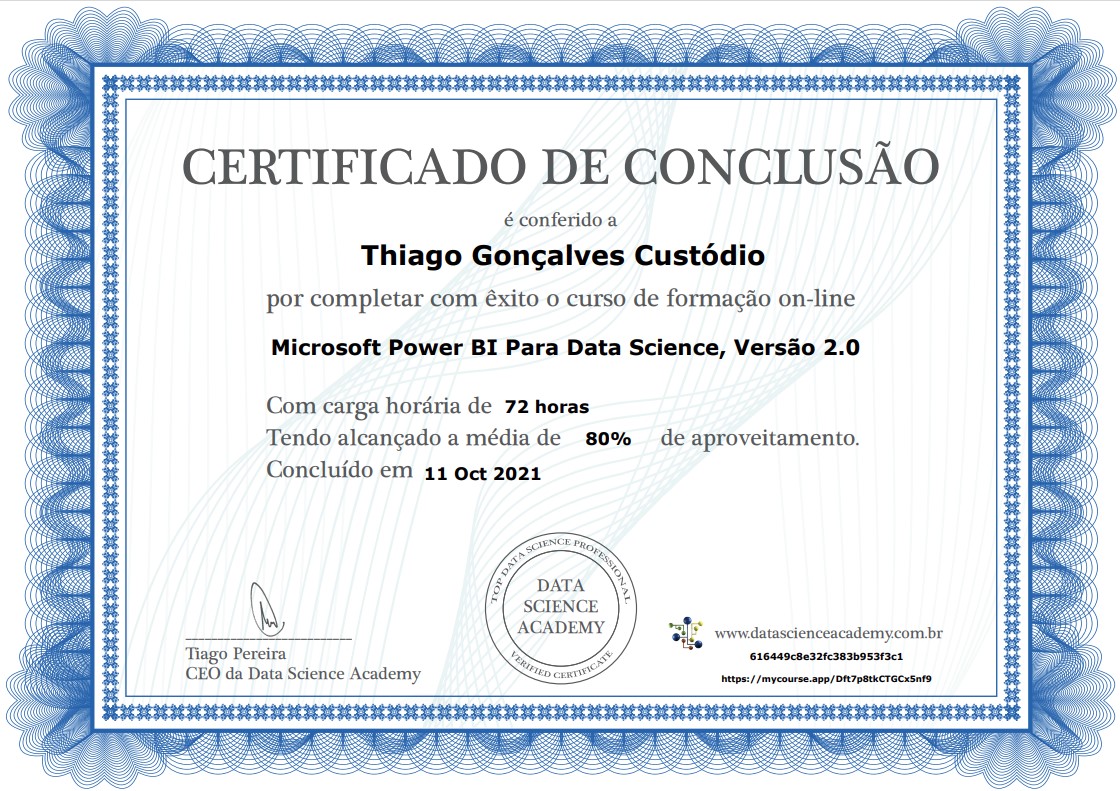 CERTIFICADO DE CONCLUSÃO
é conferido a
Thiago Gonçalves Custódio
por completar com êxito o curso de formação on-line
Microsoft Power BI Para Data Science, Versão 2.0
Com carga horária de 72 horas
Tendo alcançado a média de 80% de aproveitamento.
Concluído em 11 Oct 2021
TOP DATA SCIENCE PROFESSIONAL
DATA
SCIENCE
ACADEMY
VERIFIED CERTIFICATE
Tiago Pereira
CEO da Data Science Academy
www.datascienceacademy.com.br
616449c8e32fc383b953f3c1
https://mycourse.app/Dft7p8tkCTGCx5nf9